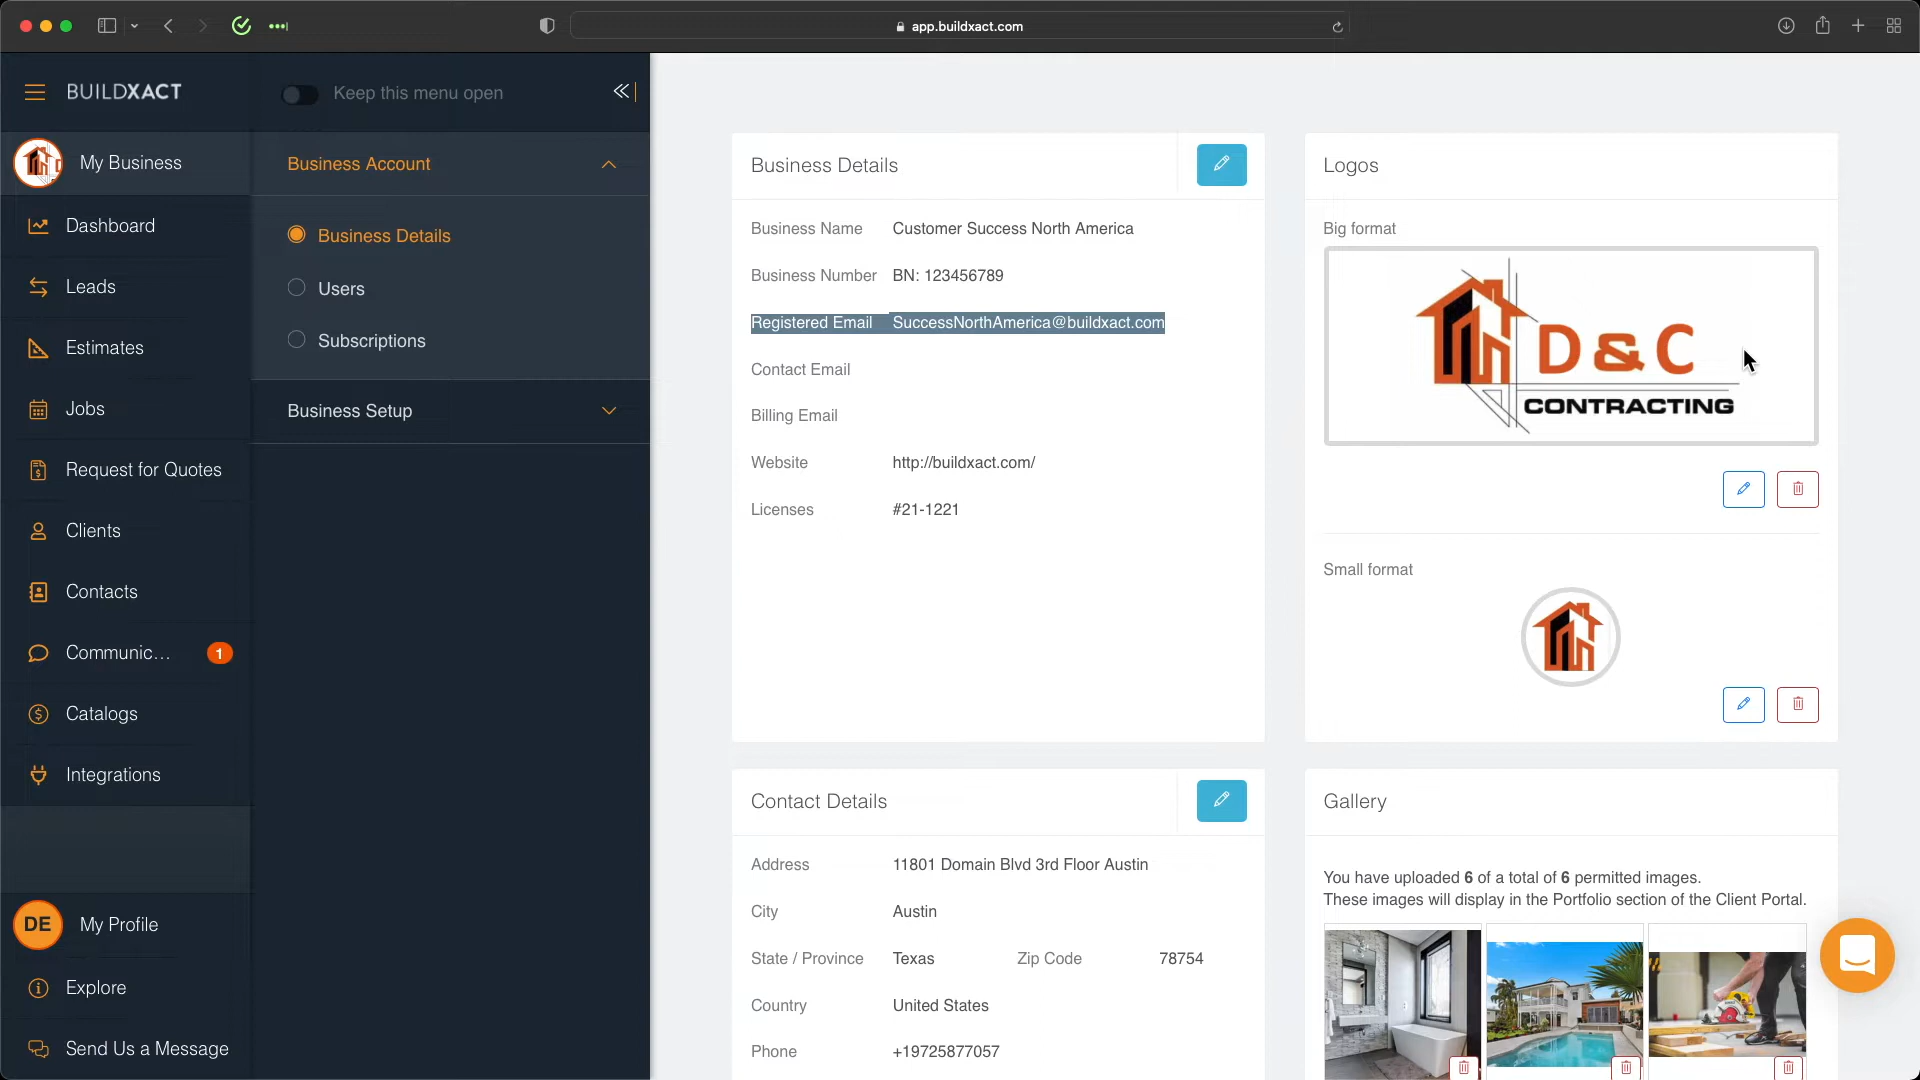 app.buildxact.com
BUILDXACT
Keep this menu open
My Business
Dashboard
Leads
Estimates
Jobs
Request for Quotes
Clients
Contacts
Communic...
1
Catalogs
Integrations
DE
My Profile
Explore
Send Us a Message
Business Account
Business Details
Users
Subscriptions
Business Setup
Business Details
Business Name Customer Success North America
Business Number BN: 123456789
Registered Email SuccessNorthAmerica@buildxact.com
Contact Email
Billing Email
Website http://buildxact.com/
Licenses #21-1221
Logos
Big format
D & C
CONTRACTING
Small format
Contact Details
Address 11801 Domain Blvd 3rd Floor Austin
City Austin
State / Province Texas Zip Code 78754
Country United States
Phone +19725877057
Gallery
You have uploaded 6 of a total of 6 permitted images.
These images will display in the Portfolio section of the Client Portal.